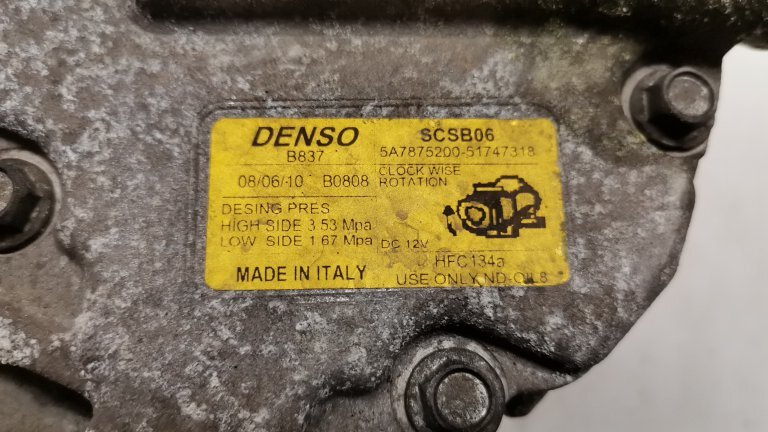 DENSO
B837
08/06/10 B0808
DESING PRES
HIGH SIDE 3.53 Mpa
LOW SIDE 1.67 Mpa
MADE IN ITALY
SCSB06
5A7875200-51747318
CLOCK WISE
ROTATION
DC 12V
HFC134a
USE ONLY ND-OIL8